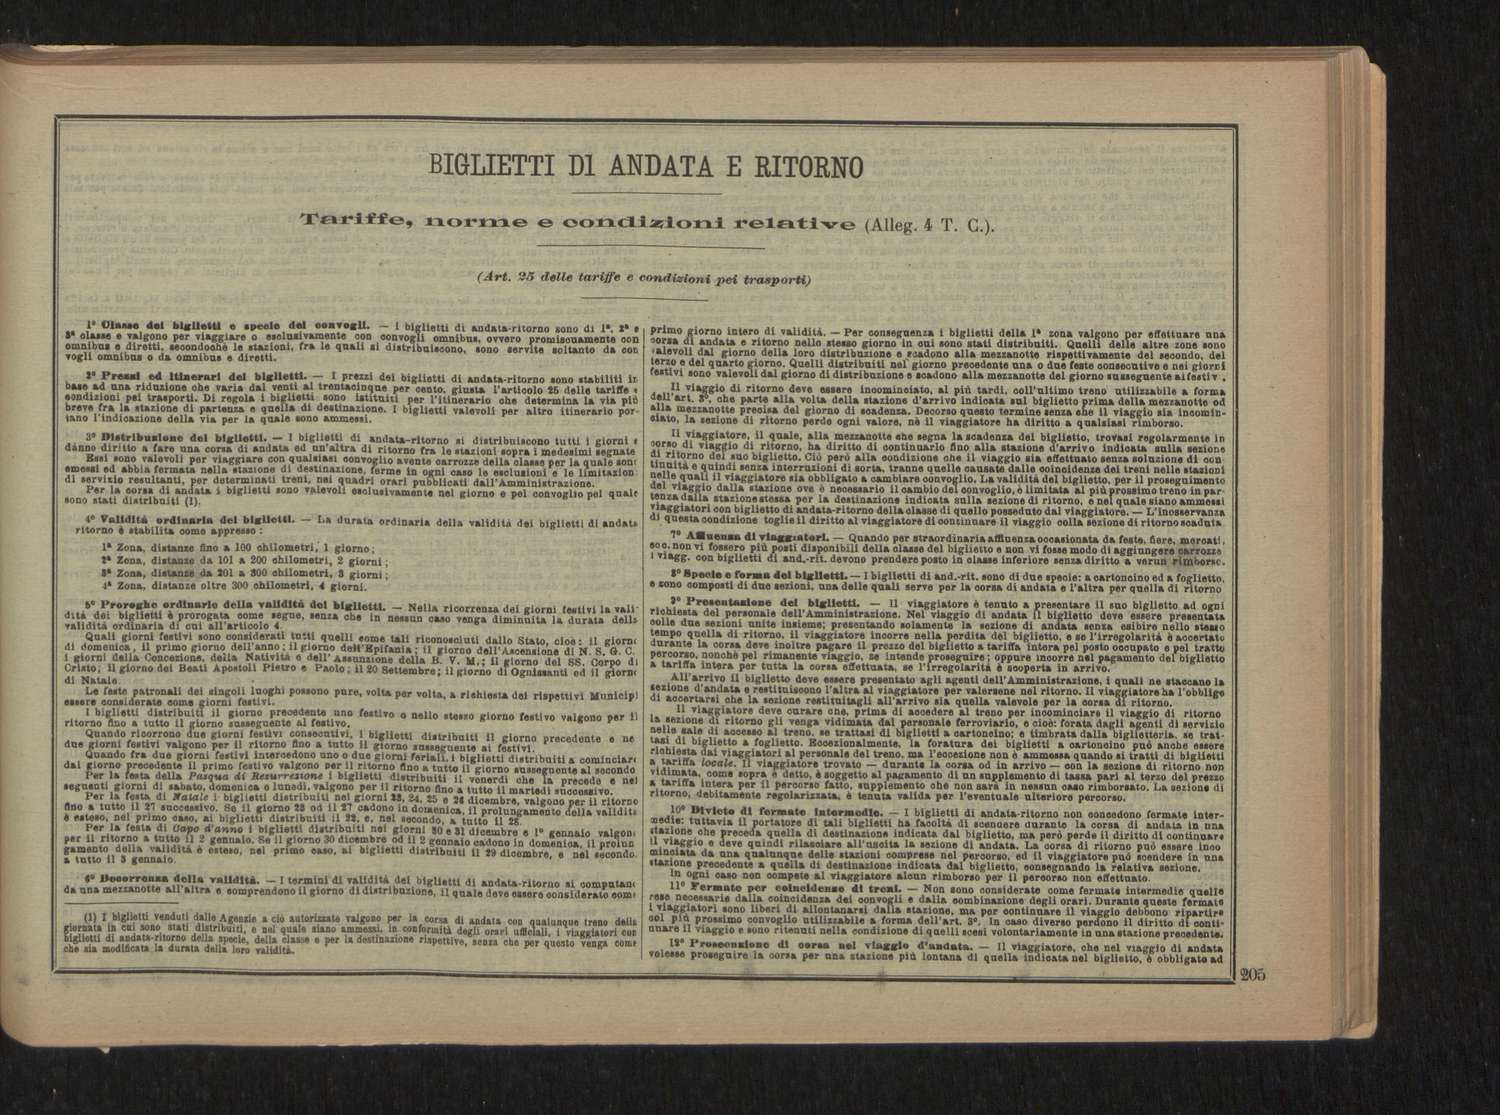 BIGLIETTI DI ANDATA E RITORNO
Tariffe, norme e condizioni relative (Alleg. 4 T. C.).
(Art. 25 delle tariffe e condizioni pei trasporti)
1º Classe dei biglietti e specie dei convogli. — I biglietti di andata-ritorno sono di 1ª, 2ª e
3ª classe e valgono per viaggiare o esclusivamente con convogli omnibus, ovvero promiscuamente con
omnibus e diretti, secondochè le stazioni, fra le quali si distribuiscono, sono servite soltanto da con
vogli omnibus o da omnibus e diretti.
2º Prezzi ed itinerari dei biglietti. — I prezzi dei biglietti di andata-ritorno sono stabiliti in
base ad una riduzione che varia dal venti al trentacinque per cento, giusta l'articolo 25 delle tariffe e
condizioni pei trasporti. Di regola i biglietti sono istituiti per l'itinerario che determina la via più
breve fra la stazione di partenza e quella di destinazione. I biglietti valevoli per altro itinerario por-
tano l'indicazione della via per la quale sono ammessi.
3º Distribuzione dei biglietti. — I biglietti di andata-ritorno si distribuiscono tutti i giorni e
dànno diritto a fare una corsa di andata ed un'altra di ritorno fra le stazioni sopra i medesimi segnate
Essi sono valevoli per viaggiare con qualsiasi convoglio avente carrozze della classe per la quale sono
emessi ed abbia fermata nella stazione di destinazione, ferme in ogni caso le esclusioni e le limitazion
di servizio resultanti, per determinati treni, nei quadri orari pubblicati dall'Amministrazione.
Per la corsa di andata i biglietti sono valevoli esclusivamente nel giorno e pel convoglio pel quale
sono stati distribuiti (1).
4º Validità ordinaria dei biglietti. — La durata ordinaria della validità dei biglietti di andata
ritorno è stabilita come appresso:
1ª Zona, distanze fino a 100 chilometri, 1 giorno;
2ª Zona, distanze da 101 a 200 chilometri, 2 giorni;
3ª Zona, distanze da 201 a 300 chilometri, 3 giorni;
4ª Zona, distanze oltre 300 chilometri, 4 giorni.
5º Proroghe ordinarie della validità dei biglietti. — Nella ricorrenza dei giorni festivi la vali-
dità dei biglietti è prorogata come segue, senza che in nessun caso venga diminuita la durata della
validità ordinaria di cui all'articolo 4.
Quali giorni festivi sono considerati tutti quelli come tali riconosciuti dallo Stato, cioè: il giorno
di domenica, il primo giorno dell'anno; il giorno dell'Epifania; il giorno dell'Ascensione di N. S. G. C.
i giorni della Concezione, della Natività e dell'Assunzione della B. V. M.; il giorno del SS. Corpo di
Cristo; il giorno dei Beati Apostoli Pietro e Paolo; il 20 Settembre; il giorno di Ognissanti ed il giorno
di Natale.
Le feste patronali dei singoli luoghi possono pure, volta per volta, a richiesta dei rispettivi Municipi
essere considerate come giorni festivi.
I biglietti distribuiti il giorno precedente uno festivo o nello stesso giorno festivo valgono per il
ritorno fino a tutto il giorno susseguente al festivo.
Quando ricorrono due giorni festivi consecutivi, i biglietti distribuiti il giorno precedente e ne
due giorni festivi valgono per il ritorno fino a tutto il giorno susseguente ai festivi.
Quando fra due giorni festivi intercedono uno o due giorni feriali, i biglietti distribuiti a cominciare
dal giorno precedente il primo festivo valgono per il ritorno fino a tutto il giorno susseguente al secondo
Per la festa della Pasqua di Resurrezione i biglietti distribuiti il venerdì che la precede e nei
seguenti giorni di sabato, domenica o lunedì, valgono per il ritorno fino a tutto il martedì successivo.
Per la festa di Natale i biglietti distribuiti nei giorni 23, 24, 25 e 26 dicembre, valgono per il ritorno
fino a tutto il 27 successivo. Se il giorno 23 od il 27 cadono in domenica, il prolungamento della validità
è esteso, nel primo caso, ai biglietti distribuiti il 22, e, nel secondo, a tutto il 28.
Per la festa di Capo d'anno i biglietti distribuiti nei giorni 30 e 31 dicembre e 1º gennaio valgono
per il ritorno a tutto il 2 gennaio. Se il giorno 30 dicembre od il 2 gennaio cadono in domenica, il prolun
gamento della validità è esteso, nel primo caso, ai biglietti distribuiti il 29 dicembre, e nel secondo,
a tutto il 3 gennaio.
6º Decorrenza della validità. — I termini di validità dei biglietti di andata-ritorno si computano
da una mezzanotte all'altra e comprendono il giorno di distribuzione, il quale deve essere considerato come
(1) I biglietti venduti dalle Agenzie a ciò autorizzate valgono per la corsa di andata con qualunque treno della
giornata in cui sono stati distribuiti, e nel quale siano ammessi, in conformità degli orari ufficiali, i viaggiatori con
biglietti di andata-ritorno della specie, della classe e per la destinazione rispettive, senza che per questo venga come
che sia modificata la durata della loro validità.
primo giorno intero di validità. — Per conseguenza i biglietti della 1ª zona valgono per effettuare una
corsa di andata e ritorno nello stesso giorno in cui sono stati distribuiti. Quelli delle altre zone sono
valevoli dal giorno della loro distribuzione e scadono alla mezzanotte rispettivamente del secondo, del
terzo e del quarto giorno. Quelli distribuiti nel giorno precedente una o due feste consecutive e nei giorni
festivi sono valevoli dal giorno di distribuzione e scadono alla mezzanotte del giorno susseguente ai festivi.
Il viaggio di ritorno deve essere incominciato, al più tardi, coll'ultimo treno utilizzabile a forma
dell'art. 3º, che parte alla volta della stazione d'arrivo indicata sul biglietto prima della mezzanotte od
alla mezzanotte precisa del giorno di scadenza. Decorso questo termine senza che il viaggio sia incomin-
ciato, la sezione di ritorno perde ogni valore, nè il viaggiatore ha diritto a qualsiasi rimborso.
Il viaggiatore, il quale, alla mezzanotte che segna la scadenza del biglietto, trovasi regolarmente in
corso di viaggio di ritorno, ha diritto di continuarlo fino alla stazione d'arrivo indicata sulla sezione
di ritorno del suo biglietto. Ciò però alla condizione che il viaggio sia effettuato senza soluzione di con-
tinuità e quindi senza interruzioni di sorta, tranne quelle causate dalle coincidenze dei treni nelle stazioni
nelle quali il viaggiatore sia obbligato a cambiare convoglio. La validità del biglietto, per il proseguimento
del viaggio dalla stazione ove è necessario il cambio del convoglio, è limitata al più prossimo treno in par-
tenza dalla stazione stessa per la destinazione indicata sulla sezione di ritorno, e nel quale siano ammessi
viaggiatori con biglietto di andata-ritorno della classe di quello posseduto dal viaggiatore. — L'inosservanza
di questa condizione toglie il diritto al viaggiatore di continuare il viaggio colla sezione di ritorno scaduta.
7º Affluenza di viaggiatori. — Quando per straordinaria affluenza occasionata da feste, fiere, mercati,
ecc. non vi fossero più posti disponibili della classe del biglietto e non vi fosse modo di aggiungere carrozze
i viagg. con biglietti di and.-rit. devono prendere posto in classe inferiore senza diritto a verun rimborso.
8º Specie e forma dei biglietti. — I biglietti di and.-rit. sono di due specie: a cartoncino ed a foglietto,
e sono composti di due sezioni, una delle quali serve per la corsa di andata e l'altra per quella di ritorno
9º Presentazione dei biglietti. — Il viaggiatore è tenuto a presentare il suo biglietto ad ogni
richiesta del personale dell'Amministrazione. Nel viaggio di andata il biglietto deve essere presentato
colle due sezioni unite insieme; presentando solamente la sezione di andata senza esibire nello stesso
tempo quella di ritorno, il viaggiatore incorre nella perdita del biglietto, e se l'irregolarità è accertato
durante la corsa deve inoltre pagare il prezzo del biglietto a tariffa intera pel posto occupato e pel tratto
percorso, nonchè pel rimanente viaggio, se intende proseguire; oppure incorre nel pagamento del biglietto
a tariffa intera per tutta la corsa effettuata, se l'irregolarità è scoperta in arrivo.
All'arrivo il biglietto deve essere presentato agli agenti dell'Amministrazione, i quali ne staccano la
sezione d'andata e restituiscono l'altra al viaggiatore per valersene nel ritorno. Il viaggiatore ha l'obbligo
di accertarsi che la sezione restituitagli all'arrivo sia quella valevole per la corsa di ritorno.
Il viaggiatore deve curare che, prima di accedere al treno per incominciare il viaggio di ritorno
la sezione di ritorno gli venga vidimata dal personale ferroviario, e cioè: forata dagli agenti di servizio
nelle sale di accesso al treno, se trattasi di biglietti a cartoncino; e timbrata dalla biglietteria, se trat-
tasi di biglietto a foglietto. Eccezionalmente, la foratura dei biglietti a cartoncino può anche essere
richiesta dai viaggiatori al personale del treno, ma l'eccezione non è ammessa quando si tratti di biglietti
a tariffa locale. Il viaggiatore trovato — durante la corsa od in arrivo — con la sezione di ritorno non
vidimata, come sopra è detto, è soggetto al pagamento di un supplemento di tassa pari al terzo del prezzo
a tariffa intera per il percorso fatto, supplemento che non sarà in nessun caso rimborsato. La sezione di
ritorno, debitamente regolarizzata, è tenuta valida per l'eventuale ulteriore percorso.
10º Divieto di fermate intermedie. — I biglietti di andata-ritorno non concedono fermate inter-
medie: tuttavia il portatore di tali biglietti ha facoltà di scendere durante la corsa di andata in una
stazione che preceda quella di destinazione indicata dal biglietto, ma però perde il diritto di continuare
il viaggio e deve quindi rilasciare all'uscita la sezione di andata. La corsa di ritorno può essere inco
minciata da una qualunque delle stazioni comprese nel percorso, ed il viaggiatore può scendere in una
stazione precedente a quella di destinazione indicata dal biglietto, consegnando la relativa sezione.
In ogni caso non compete al viaggiatore alcun rimborso per il percorso non effettuato.
11º Fermate per coincidenze di treni. — Non sono considerate come fermate intermedie quelle
rese necessarie dalla coincidenza dei convogli e dalla combinazione degli orari. Durante queste fermate
i viaggiatori sono liberi di allontanarsi dalla stazione, ma per continuare il viaggio debbono ripartire
col più prossimo convoglio utilizzabile a forma dell'art. 3º. In caso diverso perdono il diritto di conti-
nuare il viaggio e sono ritenuti nella condizione di quelli scesi volontariamente in una stazione precedente.
12º Prosecuzione di corsa nel viaggio d'andata. — Il viaggiatore, che nel viaggio di andata
volesse proseguire la corsa per una stazione più lontana di quella indicata nel biglietto, è obbligato ad
205